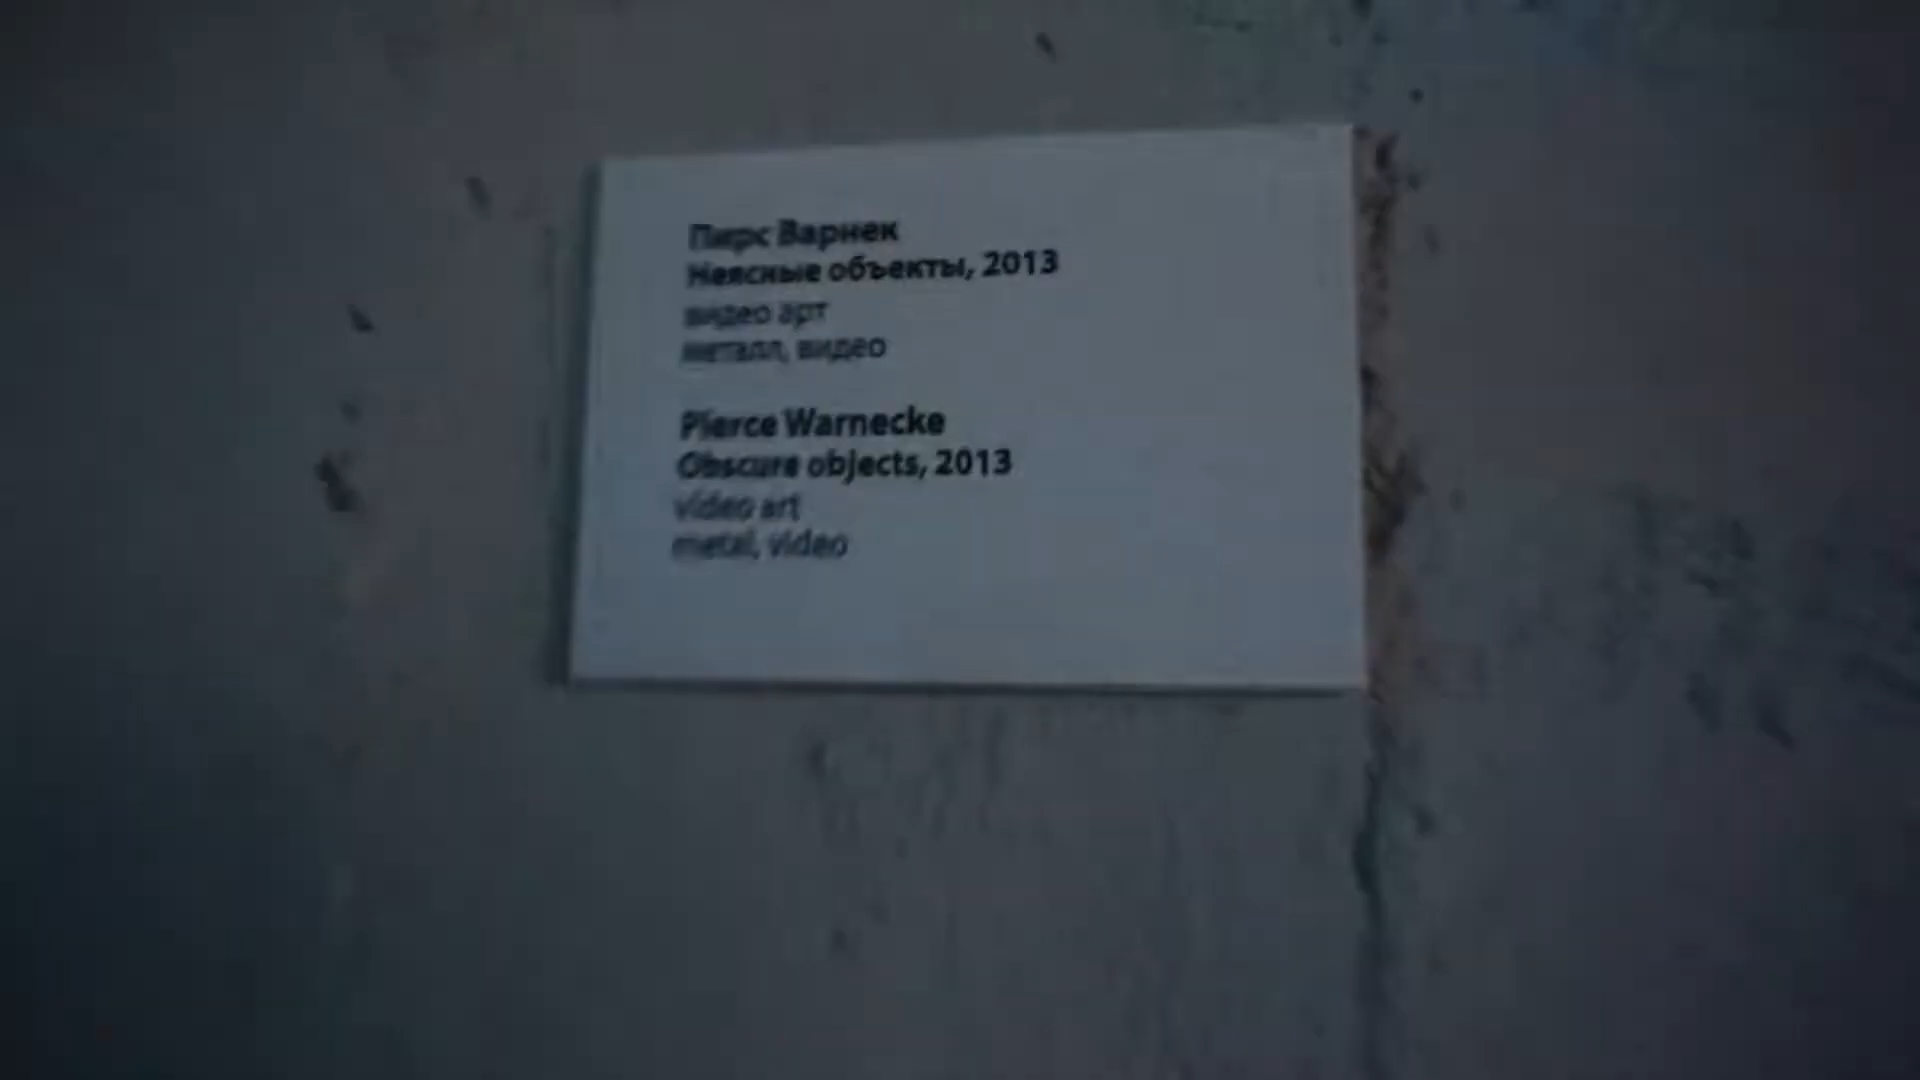 Пирс Варнек
Неясные объекты, 2013
видео арт
металл, видео
Pierce Warnecke
Obscure objects, 2013
video art
metal, video